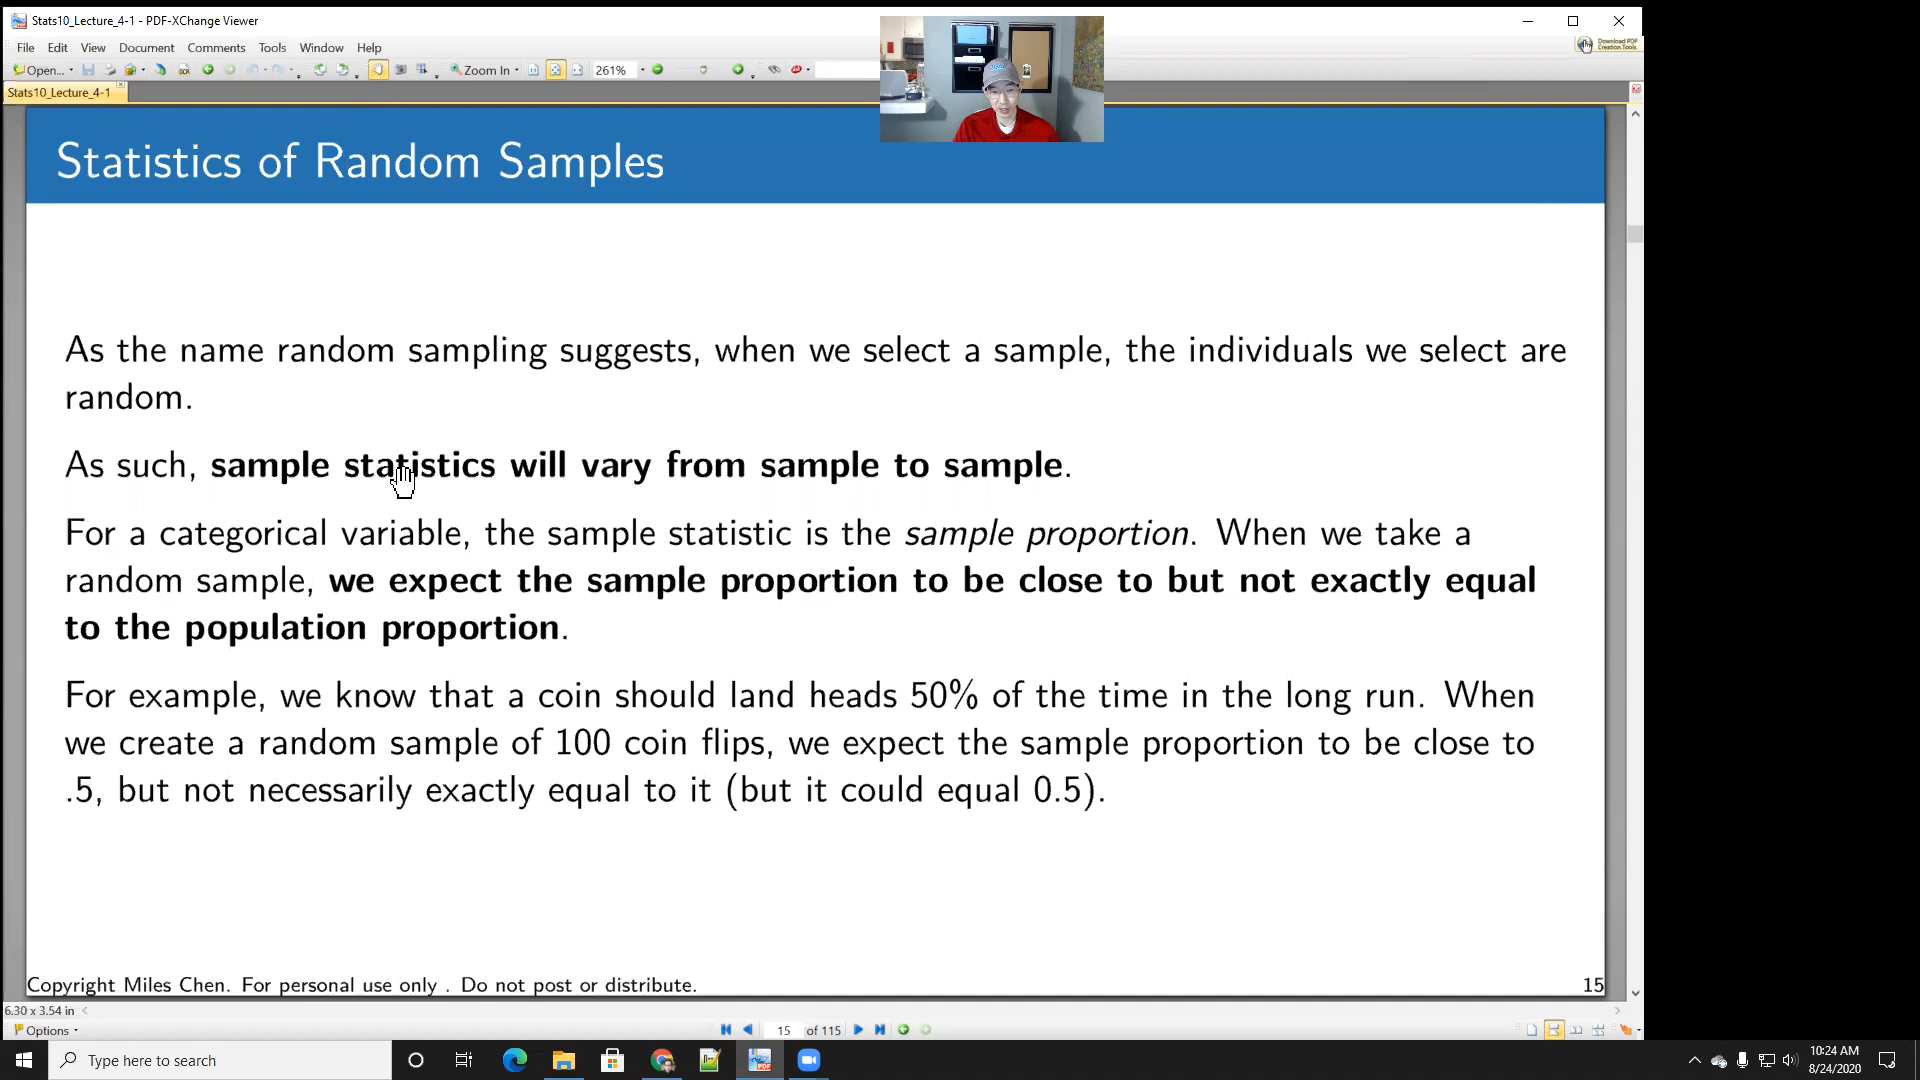 Stats10_Lecture_4-1 - PDF-XChange Viewer
File Edit View Document Comments Tools Window Help
Download PDF
Creation Tools
Open...
Zoom In
261%
Stats10_Lecture_4-1
Statistics of Random Samples
As the name random sampling suggests, when we select a sample, the individuals we select are
random.
As such, sample statistics will vary from sample to sample.
For a categorical variable, the sample statistic is the sample proportion. When we take a
random sample, we expect the sample proportion to be close to but not exactly equal
to the population proportion.
For example, we know that a coin should land heads 50% of the time in the long run. When
we create a random sample of 100 coin flips, we expect the sample proportion to be close to
.5, but not necessarily exactly equal to it (but it could equal 0.5).
Copyright Miles Chen. For personal use only . Do not post or distribute. 15
6.30 x 3.54 in
Options 15 of 115
Type here to search
10:24 AM
8/24/2020